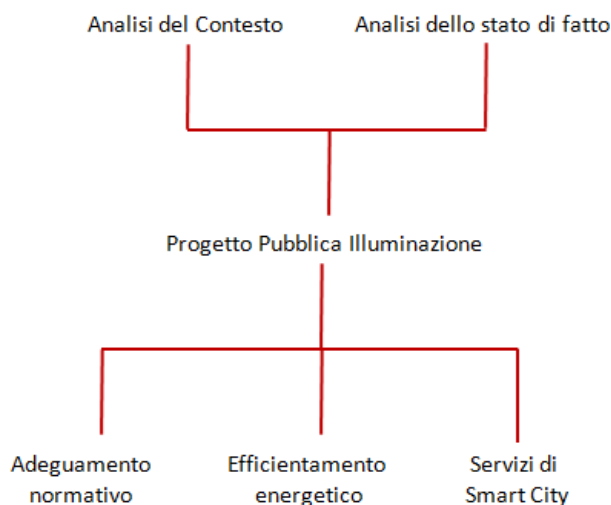 Analisi del Contesto
Analisi dello stato di fatto
Progetto Pubblica Illuminazione
Adeguamento
normativo
Efficientamento
energetico
Servizi di
Smart City